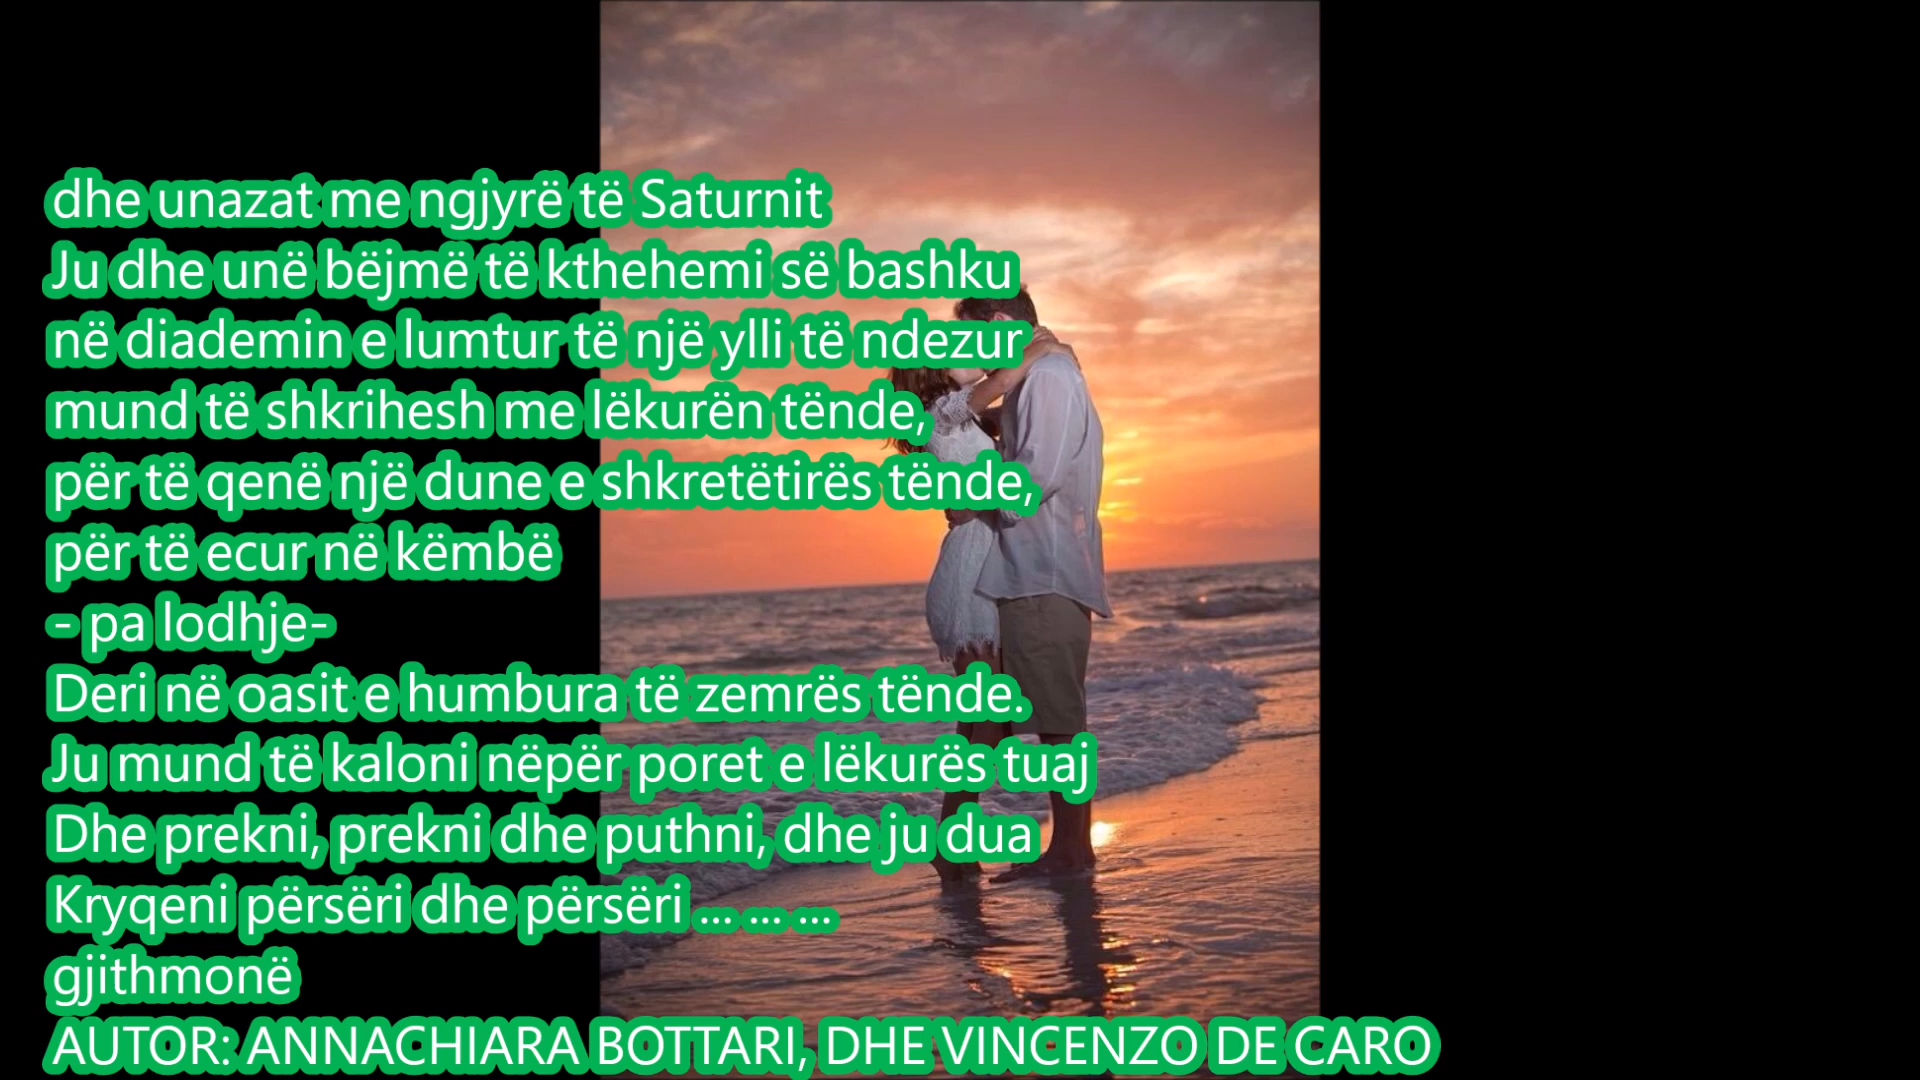 dhe unazat me ngjyrë të Saturnit
Ju dhe unë bëjmë të kthehemi së bashku
në diademin e lumtur të një ylli të ndezur
mund të shkrihesh me lëkurën tënde,
për të qenë një dune e shkretëtirës tënde,
për të ecur në këmbë
- pa lodhje-
Deri në oasit e humbura të zemrës tënde.
Ju mund të kaloni nëpër poret e lëkurës tuaj
Dhe prekni, prekni dhe puthni, dhe ju dua
Kryqeni përsëri dhe përsëri ... ... ...
gjithmonë
AUTOR: ANNACHIARA BOTTARI, DHE VINCENZO DE CARO